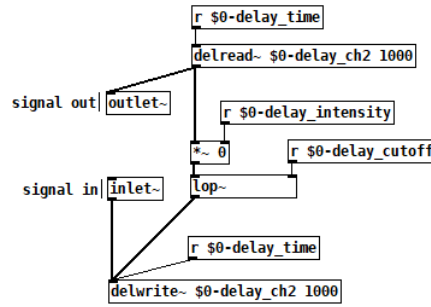 r $0-delay_time
delread~ $0-delay_ch2 1000
signal out
outlet~
r $0-delay_intensity
*~ 0
r $0-delay_cutoff
signal in
inlet~
lop~
r $0-delay_time
delwrite~ $0-delay_ch2 1000